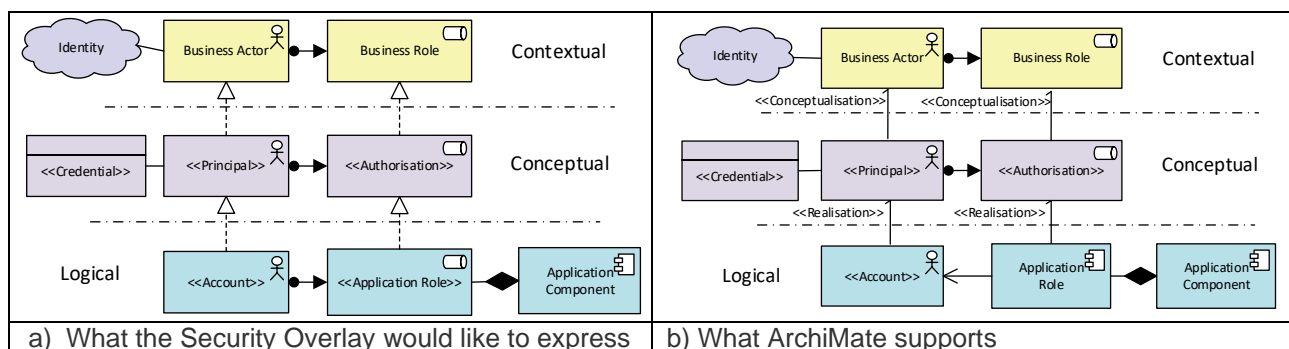 Identity
Business Actor
Business Role
Contextual
<<Credential>>
<<Principal>>
<<Authorisation>>
Conceptual
Logical
<<Account>>
<<Application Role>>
Application
Component
a) What the Security Overlay would like to express
Identity
Business Actor
Business Role
Contextual
<<Conceptualisation>>
<<Conceptualisation>>
<<Credential>>
<<Principal>>
<<Authorisation>>
Conceptual
<<Realisation>>
<<Realisation>>
Logical
<<Account>>
Application
Role
Application
Component
b) What ArchiMate supports